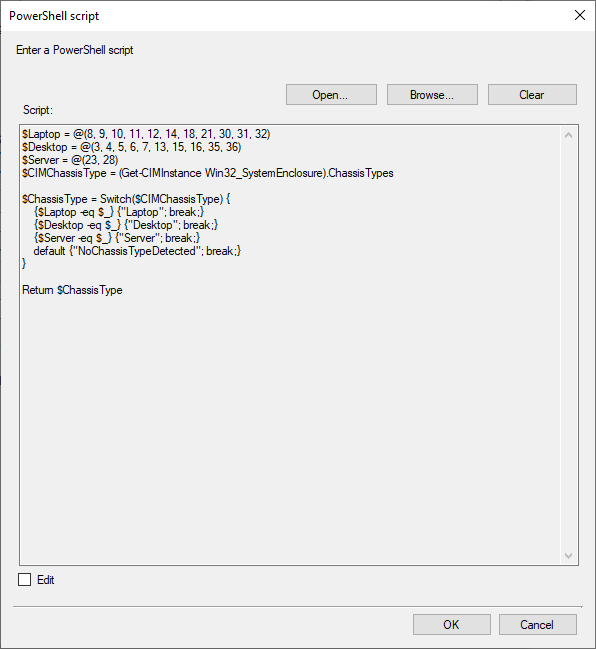 PowerShell script
Enter a PowerShell script
Open...
Browse...
Clear
Script:
$Laptop = @(8, 9, 10, 11, 12, 14, 18, 21, 30, 31, 32)
$Desktop = @(3, 4, 5, 6, 7, 13, 15, 16, 35, 36)
$Server = @(23, 28)
$CIMChassisType = (Get-CIMInstance Win32_SystemEnclosure).ChassisTypes
$ChassisType = Switch($CIMChassisType) {
{$Laptop -eq $_} {"Laptop"; break;}
{$Desktop -eq $_} {"Desktop"; break;}
{$Server -eq $_} {"Server"; break;}
default {"NoChassisTypeDetected"; break;}
}
Return $ChassisType
Edit
OK
Cancel